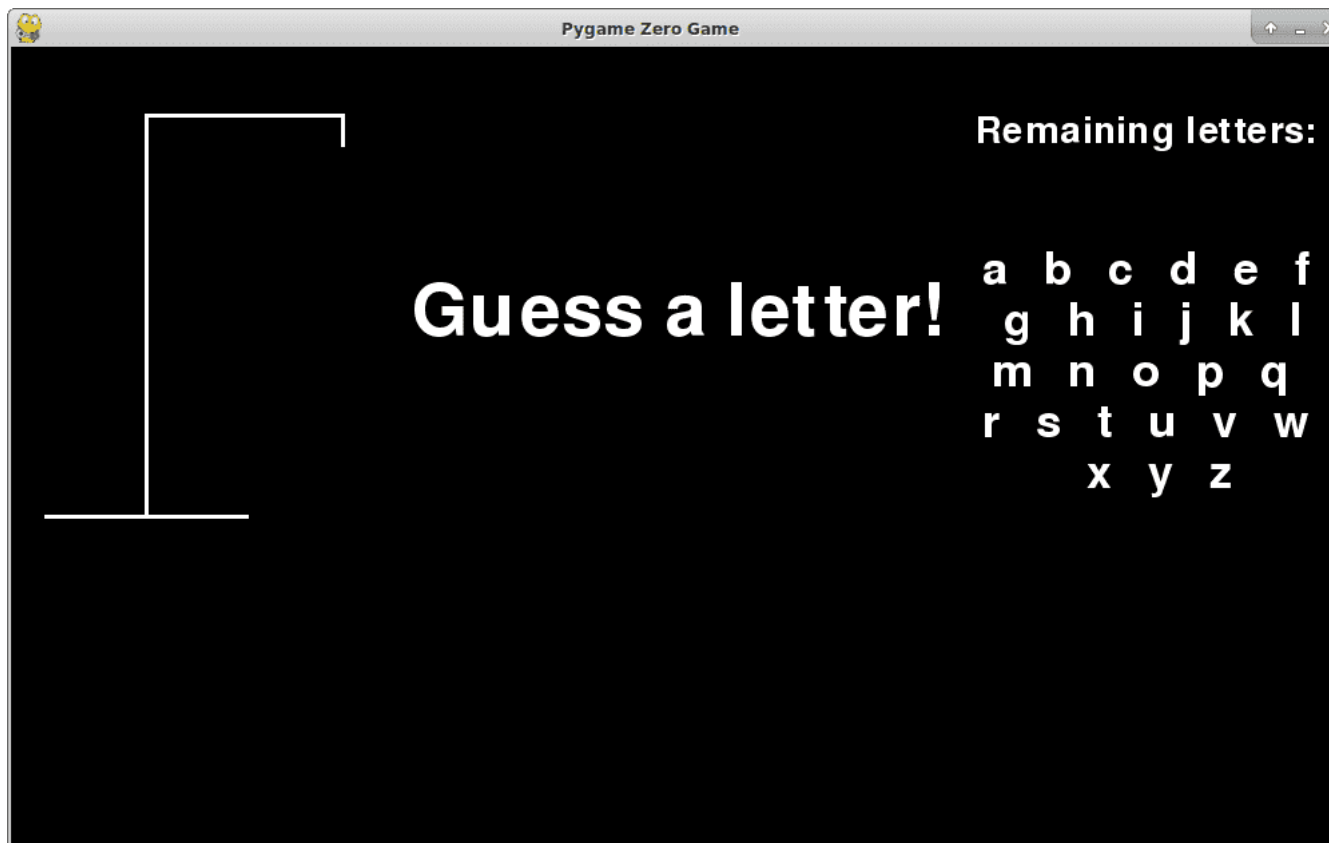 Pygame Zero Game
Remaining letters:
Guess a letter!
a b c d e f
g h i j k l
m n o p q
r s t u v w
x y z